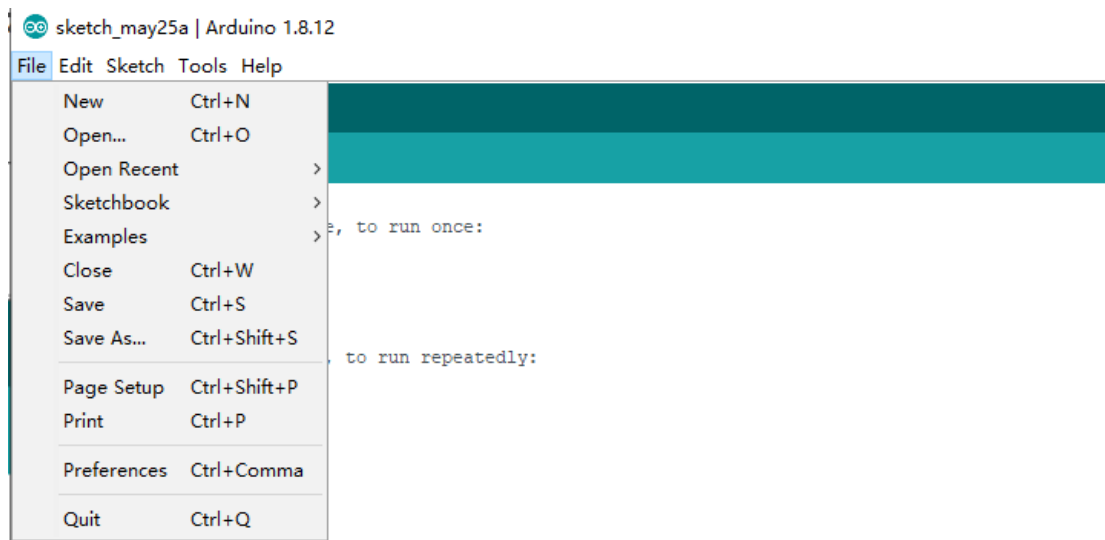 sketch_may25a | Arduino 1.8.12
File Edit Sketch Tools Help
New Ctrl+N
Open... Ctrl+O
Open Recent
Sketchbook
Examples
Close Ctrl+W
Save Ctrl+S
Save As... Ctrl+Shift+S
Page Setup Ctrl+Shift+P
Print Ctrl+P
Preferences Ctrl+Comma
Quit Ctrl+Q
, to run once:
, to run repeatedly: